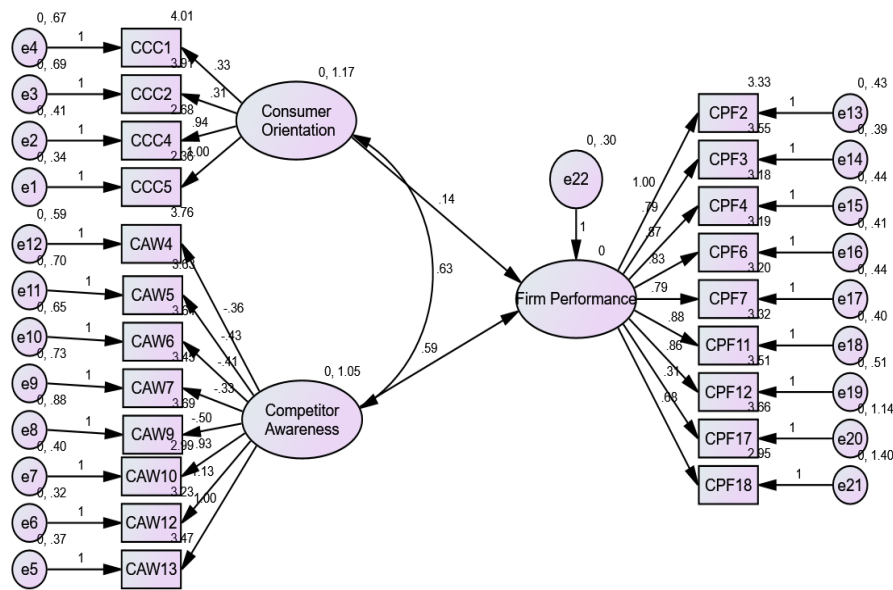 4.01
0, .67
e4
1
CCC1
.33
3.91
0, .69
e3
1
CCC2
.31
2.68
0, .41
e2
1
CCC4
.94
0, .34
e1
1
CCC5
1.00
0, 1.17
Consumer
Orientation
3.76
0, .59
e12
1
CAW4
-.36
3.63
0, .70
e11
1
CAW5
-.43
0, .65
e10
1
CAW6
-.41
3.45
0, .73
e9
1
CAW7
-.33
3.69
0, .88
e8
1
CAW9
-.50
2.99
0, .40
e7
1
CAW10
.93
3.23
0, .32
e6
1
CAW12
1.13
3.47
0, .37
e5
1
CAW13
1.00
0, 1.05
Competitor
Awareness
.14
.63
.59
0, .30
e22
1
0
Firm Performance
3.33
0, .43
CPF2
1
e13
1.00
3.55
0, .39
CPF3
1
e14
.79
3.18
0, .44
CPF4
1
e15
.87
3.19
0, .41
CPF6
1
e16
.83
3.20
0, .44
CPF7
1
e17
.79
3.32
0, .40
CPF11
1
e18
.88
3.51
0, .51
CPF12
1
e19
.86
3.66
0, 1.14
CPF17
1
e20
.31
2.95
0, 1.40
CPF18
1
e21
.68